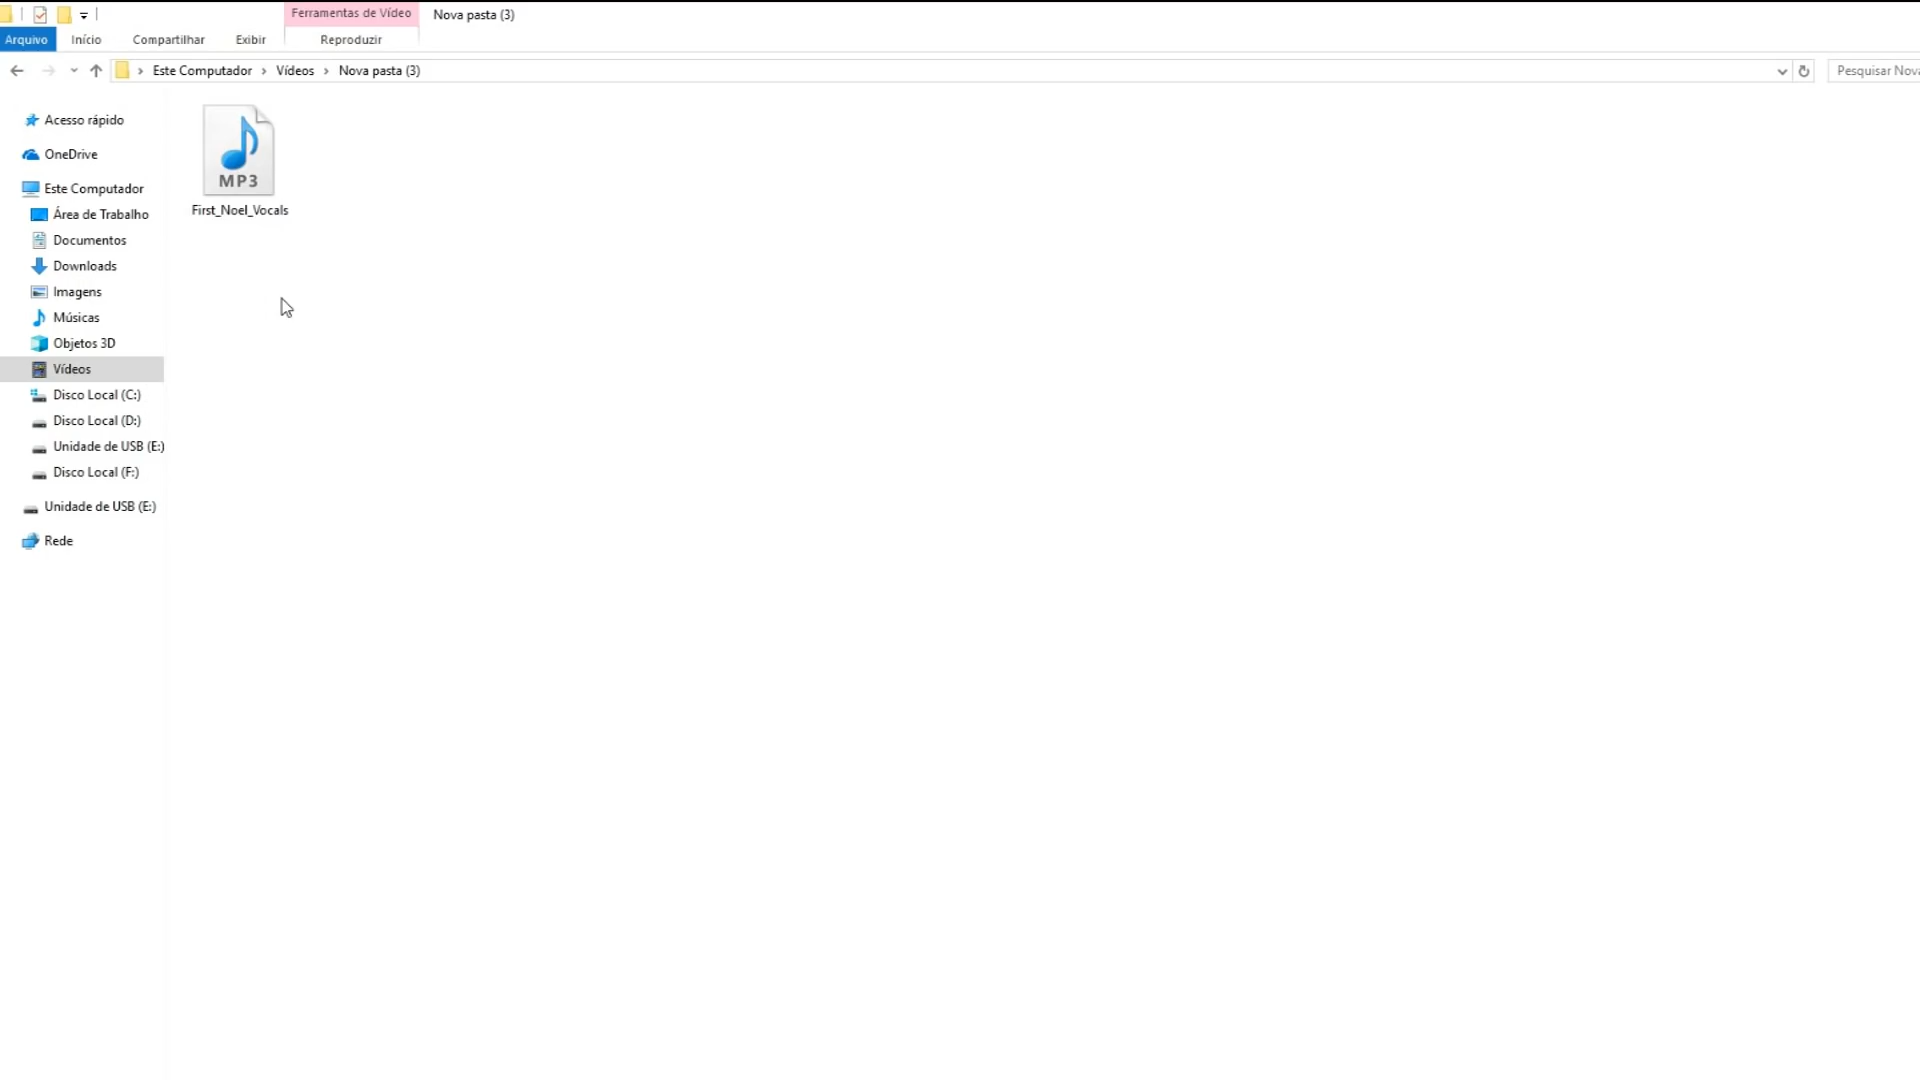 Ferramentas de Vídeo
Nova pasta (3)
Arquivo
Início
Compartilhar
Exibir
Reproduzir
Este Computador
Vídeos
Nova pasta (3)
Pesquisar Nova
Acesso rápido
OneDrive
Este Computador
Área de Trabalho
Documentos
Downloads
Imagens
Músicas
Objetos 3D
Vídeos
Disco Local (C:)
Disco Local (D:)
Unidade de USB (E:)
Disco Local (F:)
Unidade de USB (E:)
Rede
MP3
First_Noel_Vocals